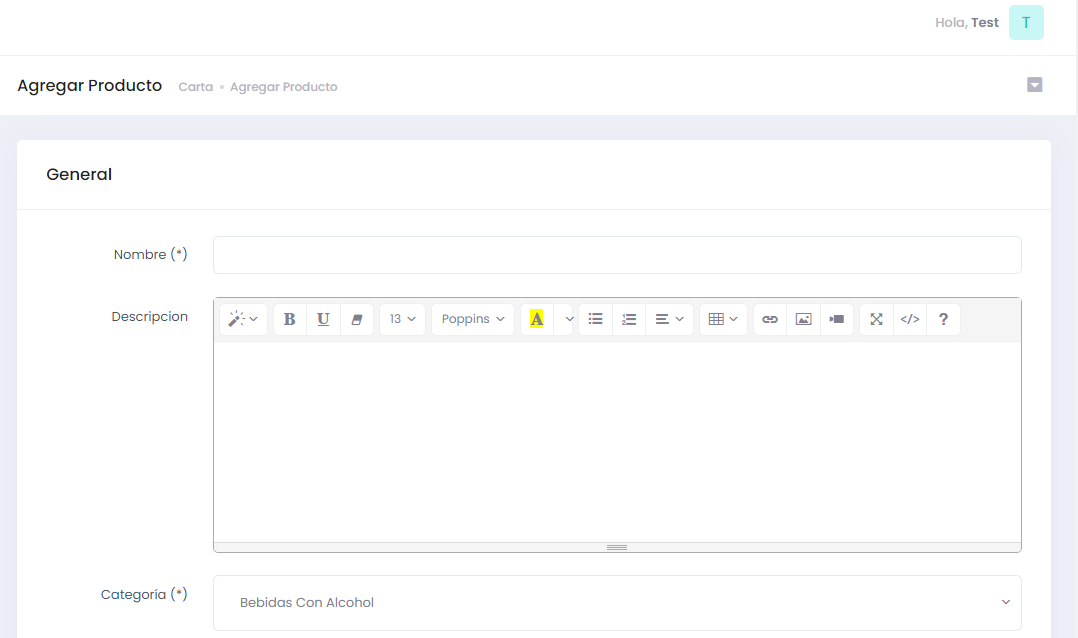 Hola, Test T
Agregar Producto Carta Agregar Producto
General
Nombre (*)
Descripcion
B U 13 Poppins A </> ?
Categoría (*) Bebidas Con Alcohol